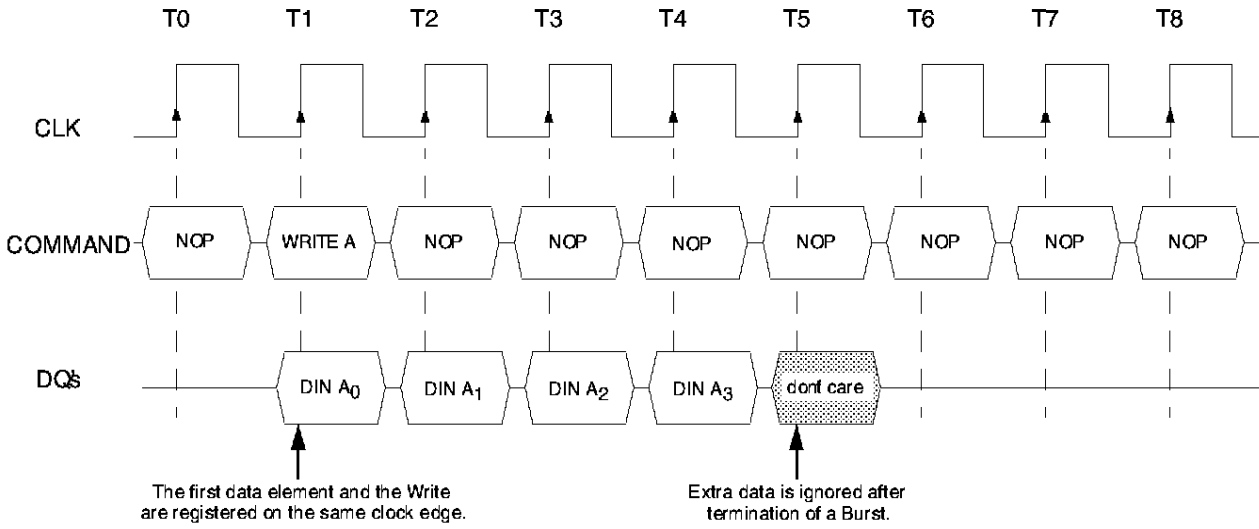 T0 T1 T2 T3 T4 T5 T6 T7 T8
CLK
COMMAND NOP WRITE A NOP NOP NOP NOP NOP NOP NOP
DQ's DIN A0 DIN A1 DIN A2 DIN A3 don't care
The first data element and the Write
are registered on the same clock edge.
Extra data is ignored after
termination of a Burst.